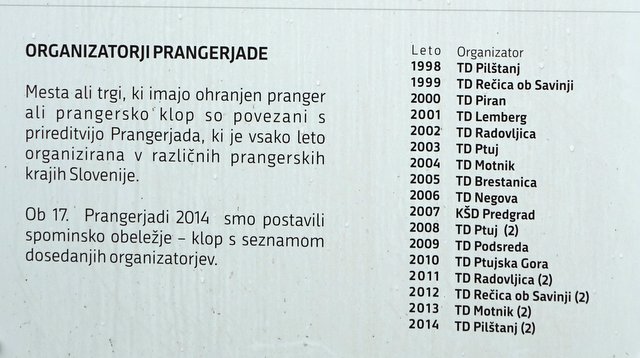 ORGANIZATORJI PRANGERJADE
Mesta ali trgi, ki imajo ohranjen pranger
ali prangersko klop so povezani s
prireditvijo Prangerjada, ki je vsako leto
organizirana v različnih prangerskih
krajih Slovenije.
Ob 17. Prangerjadi 2014 smo postavili
spominsko obeležje – klop s seznamom
dosedanjih organizatorjev.
Leto Organizator
1998 TD Pilštanj
1999 TD Rečica ob Savinji
2000 TD Piran
2001 TD Lemberg
2002 TD Radovljica
2003 TD Ptuj
2004 TD Motnik
2005 TD Brestanica
2006 TD Negova
2007 KŠD Predgrad
2008 TD Ptuj (2)
2009 TD Podsreda
2010 TD Ptujska Gora
2011 TD Radovljica (2)
2012 TD Rečica ob Savinji (2)
2013 TD Motnik (2)
2014 TD Pilštanj (2)